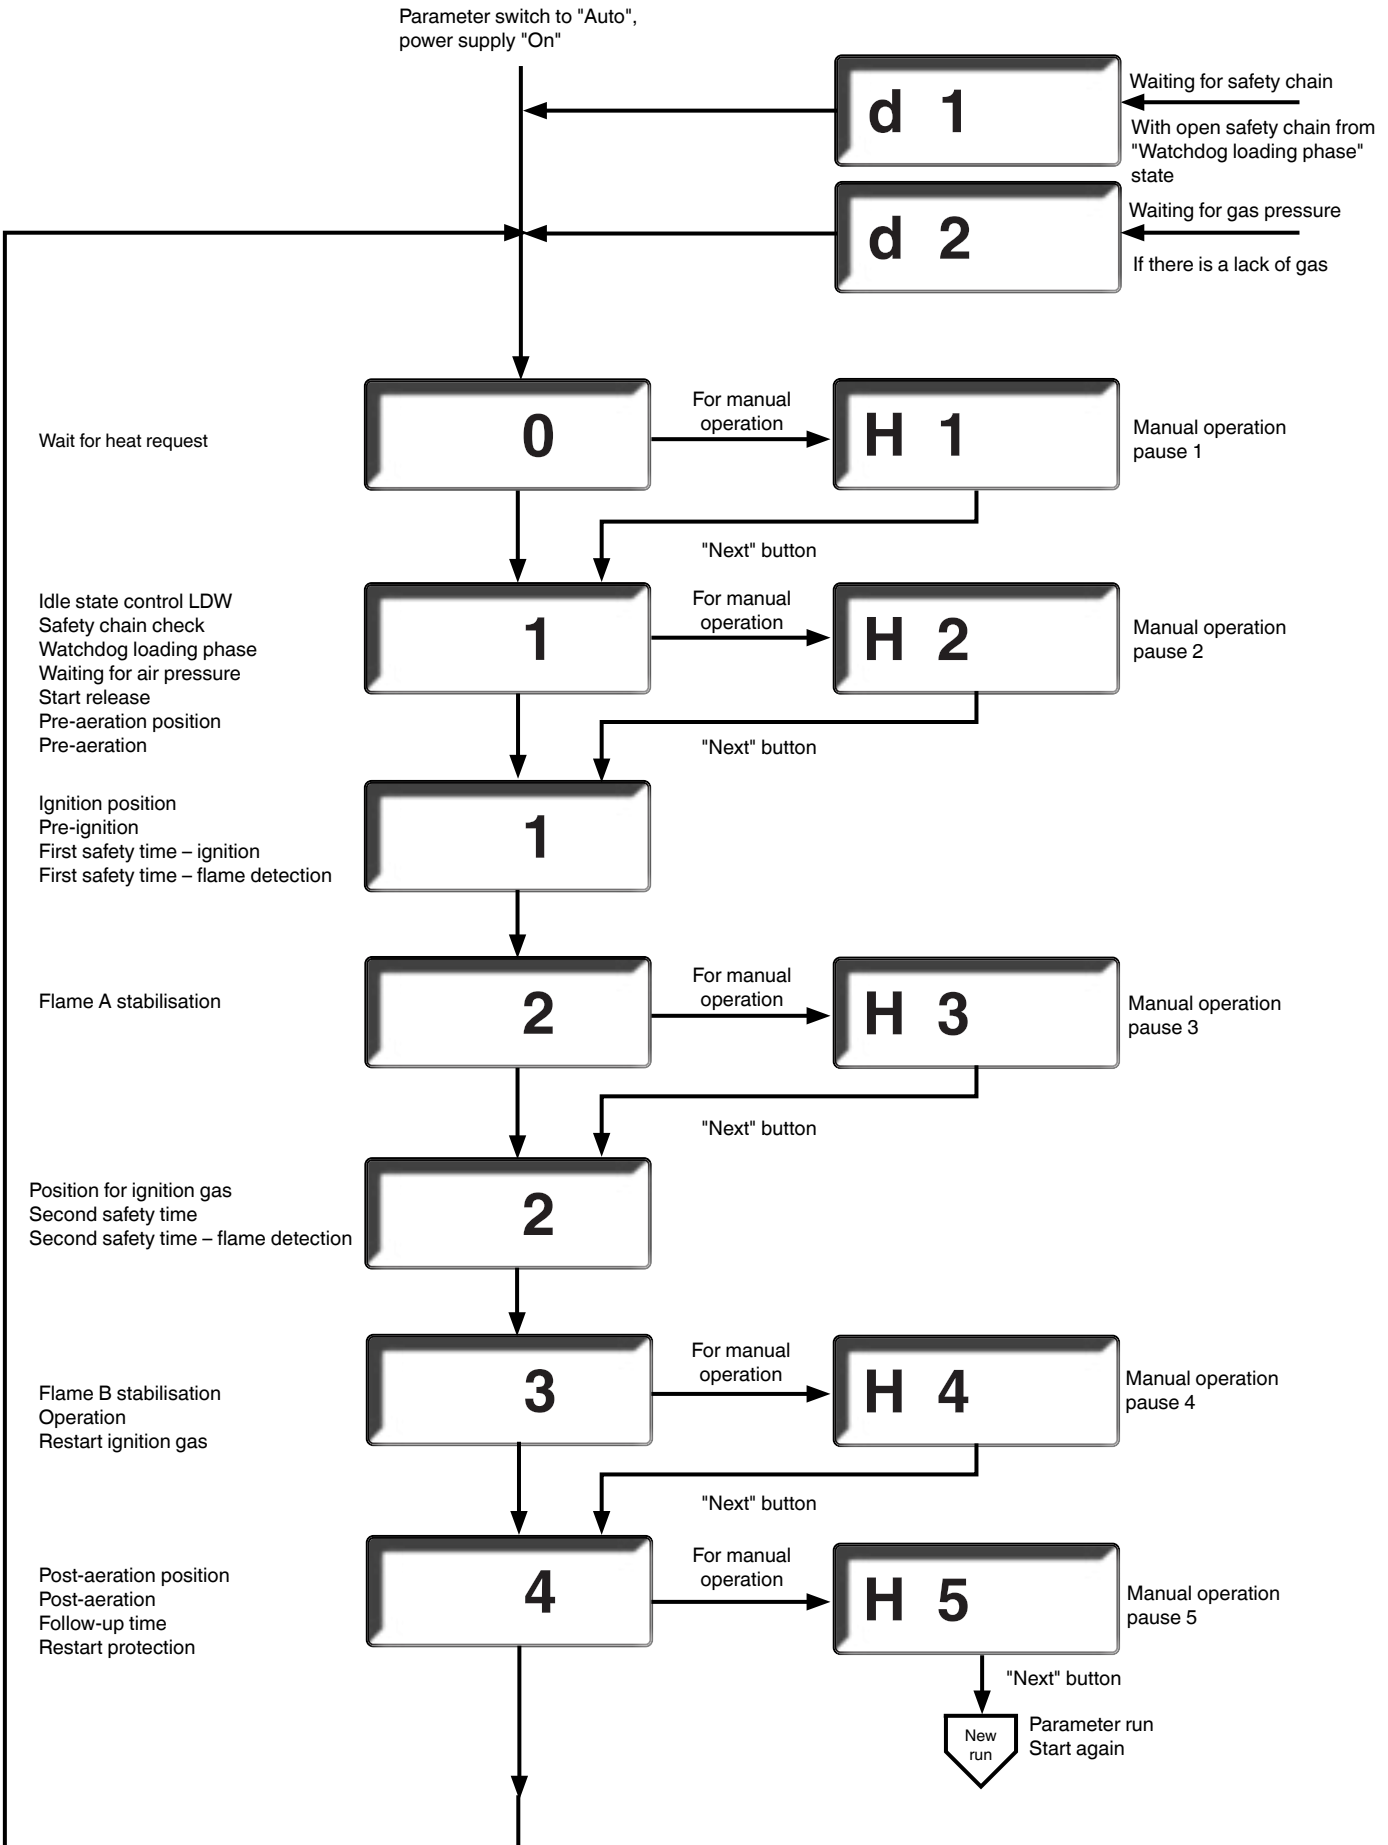 Parameter switch to "Auto",
power supply "On"
d 1
Waiting for safety chain
With open safety chain from
"Watchdog loading phase"
state
d 2
Waiting for gas pressure
If there is a lack of gas
Wait for heat request
0
For manual
operation
H 1
Manual operation
pause 1
"Next" button
Idle state control LDW
Safety chain check
Watchdog loading phase
Waiting for air pressure
Start release
Pre-aeration position
Pre-aeration
1
For manual
operation
H 2
Manual operation
pause 2
"Next" button
Ignition position
Pre-ignition
First safety time – ignition
First safety time – flame detection
1
Flame A stabilisation
2
For manual
operation
H 3
Manual operation
pause 3
"Next" button
Position for ignition gas
Second safety time
Second safety time – flame detection
2
Flame B stabilisation
Operation
Restart ignition gas
3
For manual
operation
H 4
Manual operation
pause 4
"Next" button
Post-aeration position
Post-aeration
Follow-up time
Restart protection
4
For manual
operation
H 5
Manual operation
pause 5
"Next" button
New
run
Parameter run
Start again